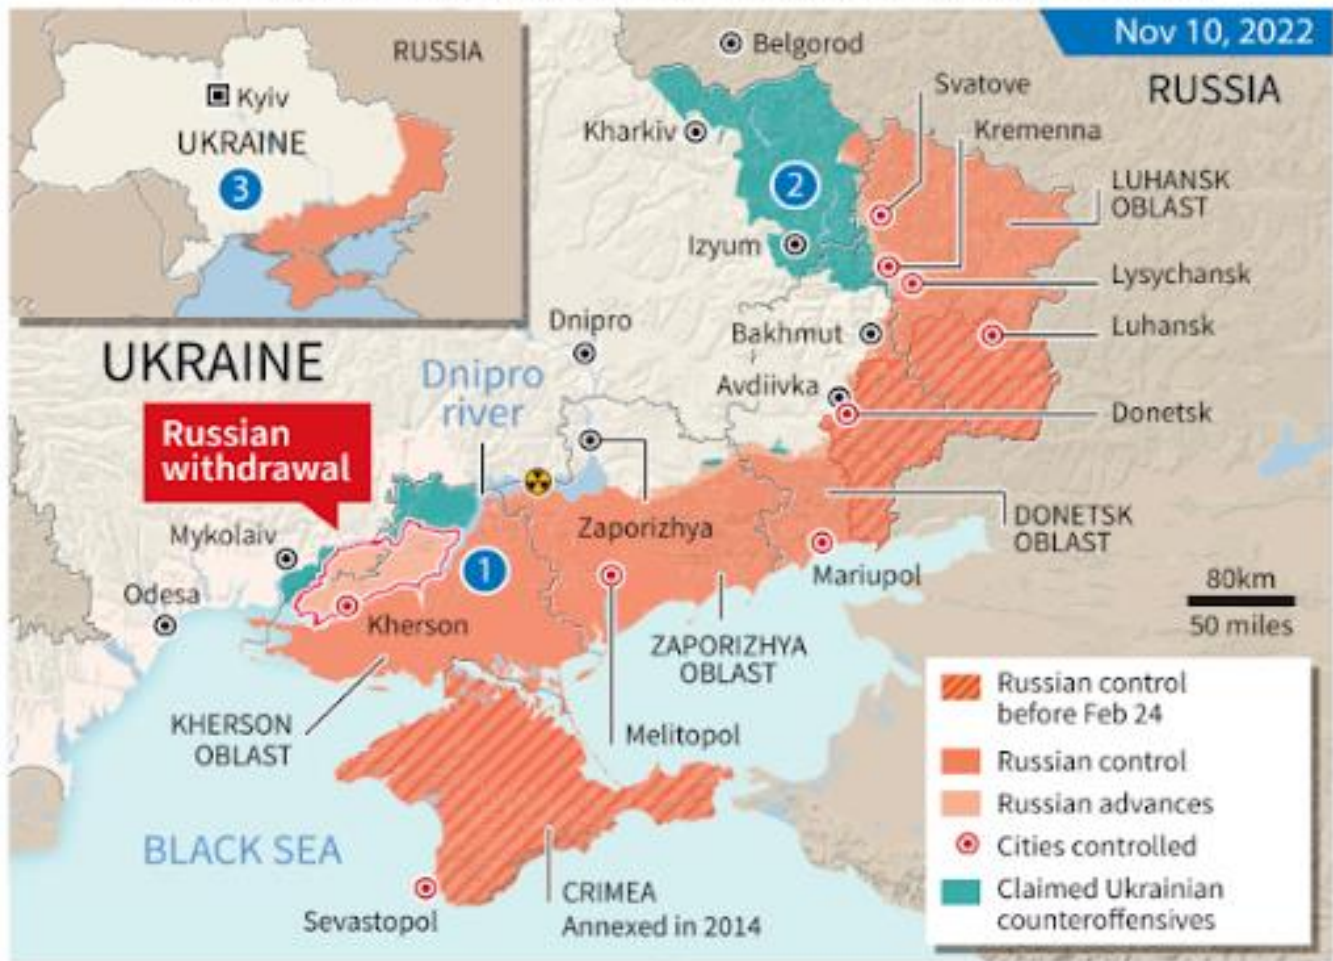 Nov 10, 2022
RUSSIA
Kyiv
UKRAINE
3
Belgorod
RUSSIA
Svatove
Kremenna
Kharkiv
2
LUHANSK
OBLAST
Izyum
Lysychansk
Dnipro
Bakhmut
Luhansk
UKRAINE
Dnipro
river
Avdiivka
Donetsk
Russian
withdrawal
Mykolaiv
Zaporizhya
DONETSK
OBLAST
1
Mariupol
Odesa
Kherson
80km
50 miles
ZAPORIZHYA
OBLAST
KHERSON
OBLAST
Melitopol
BLACK SEA
CRIMEA
Annexed in 2014
Sevastopol
Russian control
before Feb 24
Russian control
Russian advances
Cities controlled
Claimed Ukrainian
counteroffensives